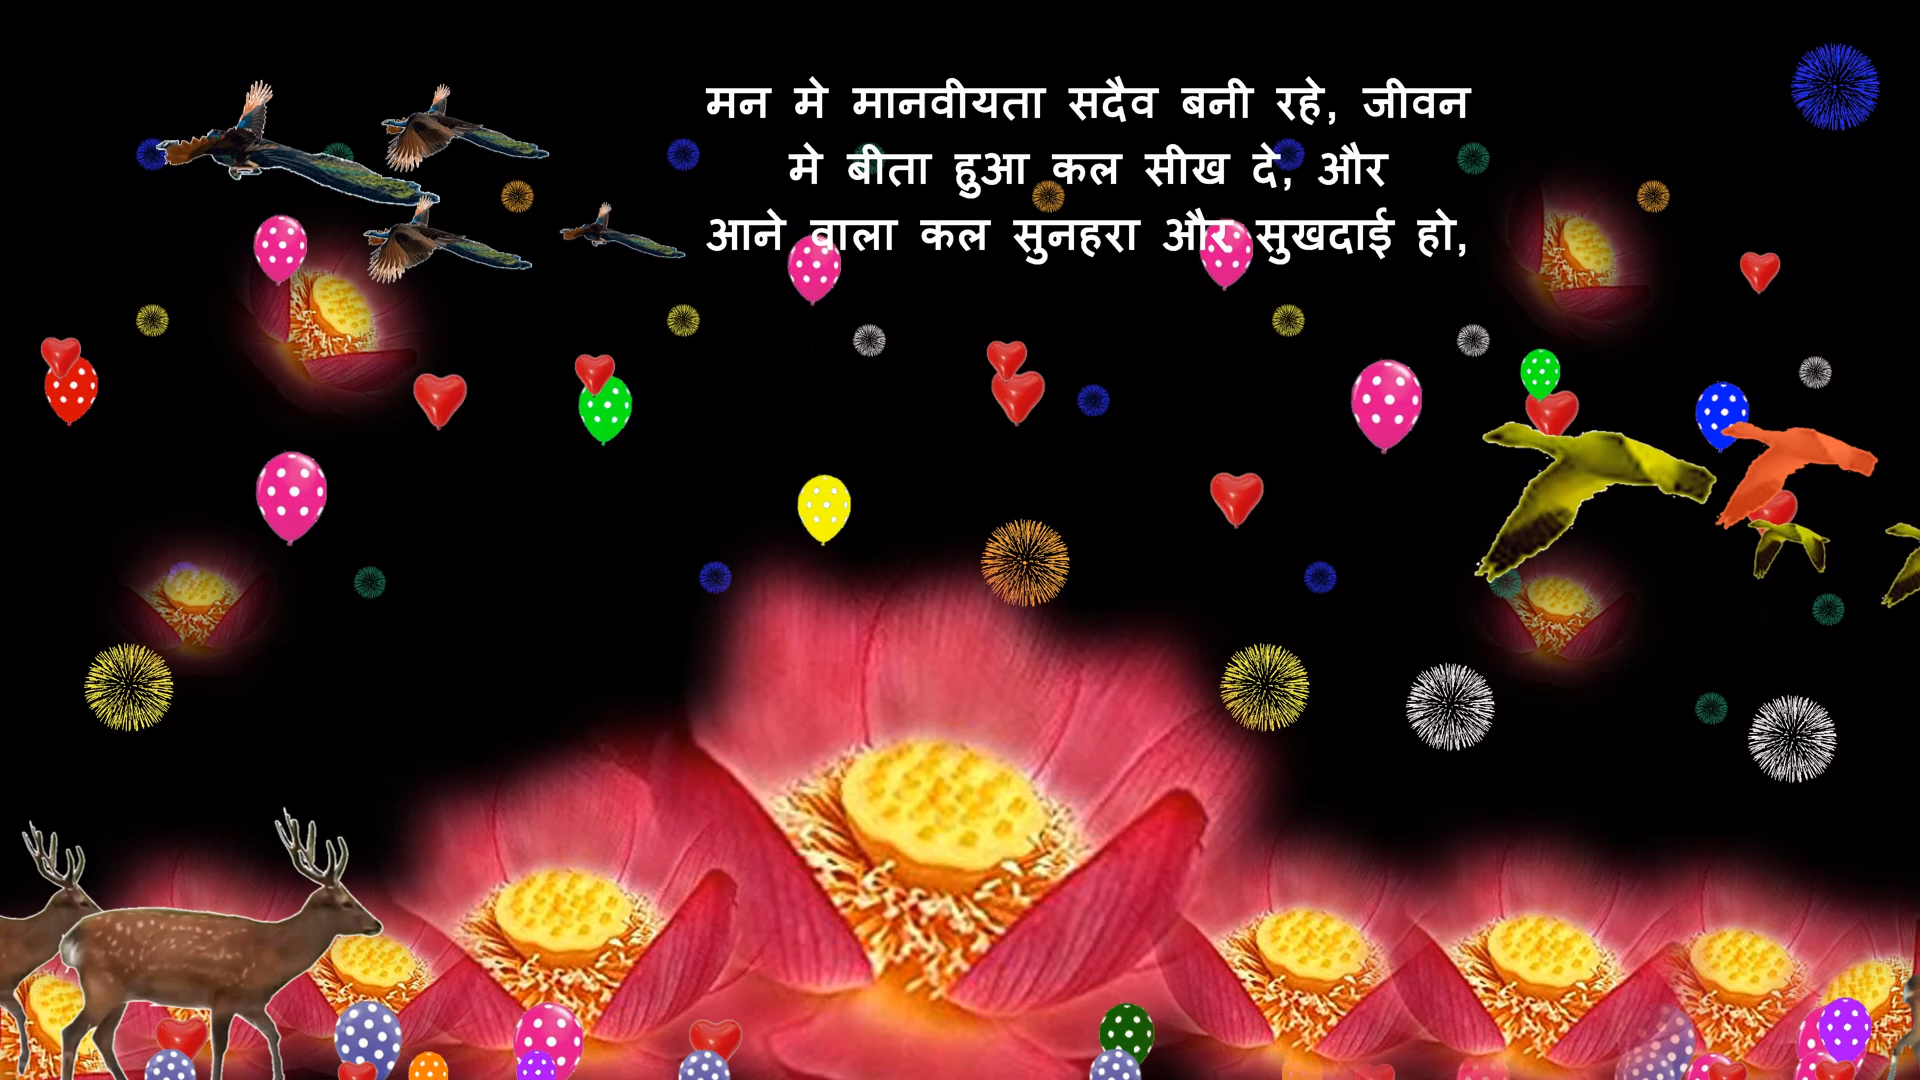 मन मे मानवीयता सदैव बनी रहे, जीवन
मे बीता हुआ कल सीख दे, और
आने वाला कल सुनहरा और सुखदाई हो,